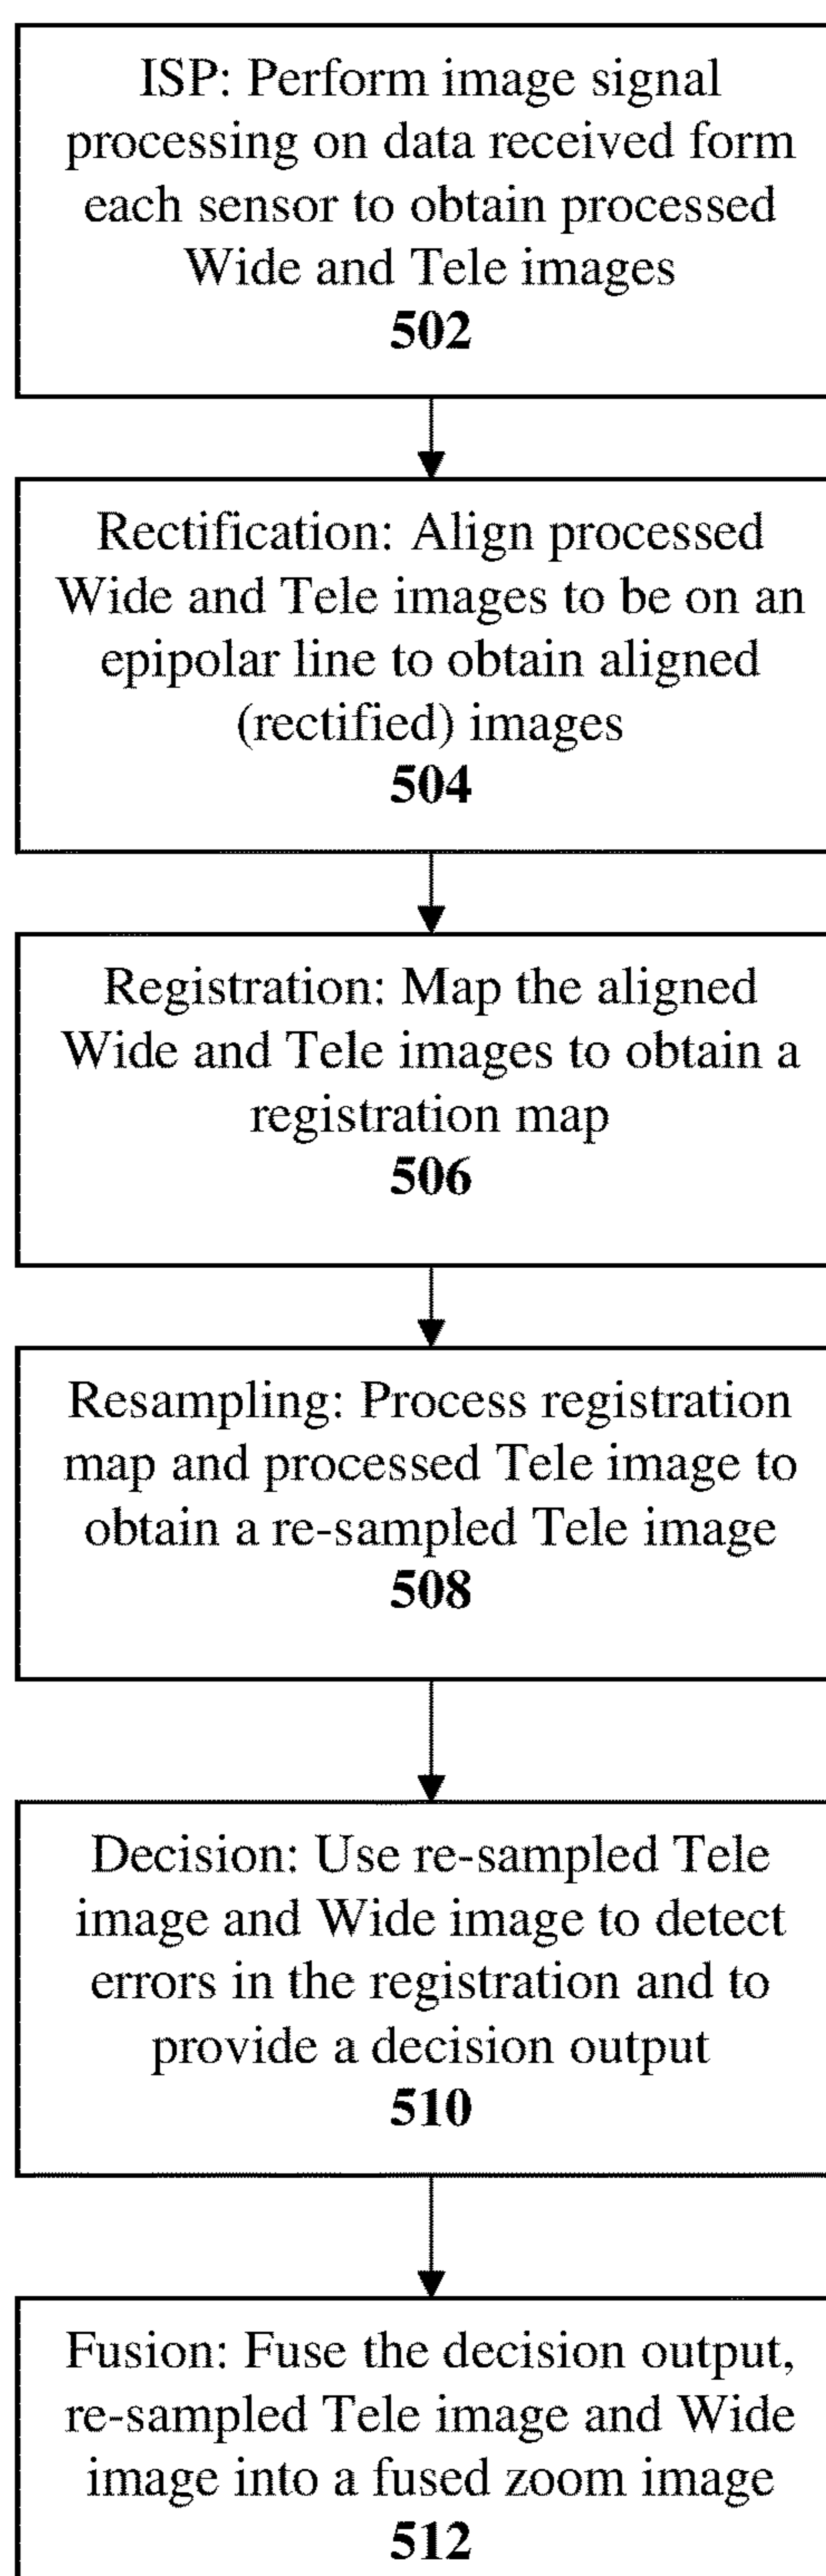 ISP: Perform image signal
processing on data received form
each sensor to obtain processed
Wide and Tele images
502
Rectification: Align processed
Wide and Tele images to be on an
epipolar line to obtain aligned
(rectified) images
504
Registration: Map the aligned
Wide and Tele images to obtain a
registration map
506
Resampling: Process registration
map and processed Tele image to
obtain a re-sampled Tele image
508
Decision: Use re-sampled Tele
image and Wide image to detect
errors in the registration and to
provide a decision output
510
Fusion: Fuse the decision output,
re-sampled Tele image and Wide
image into a fused zoom image
512